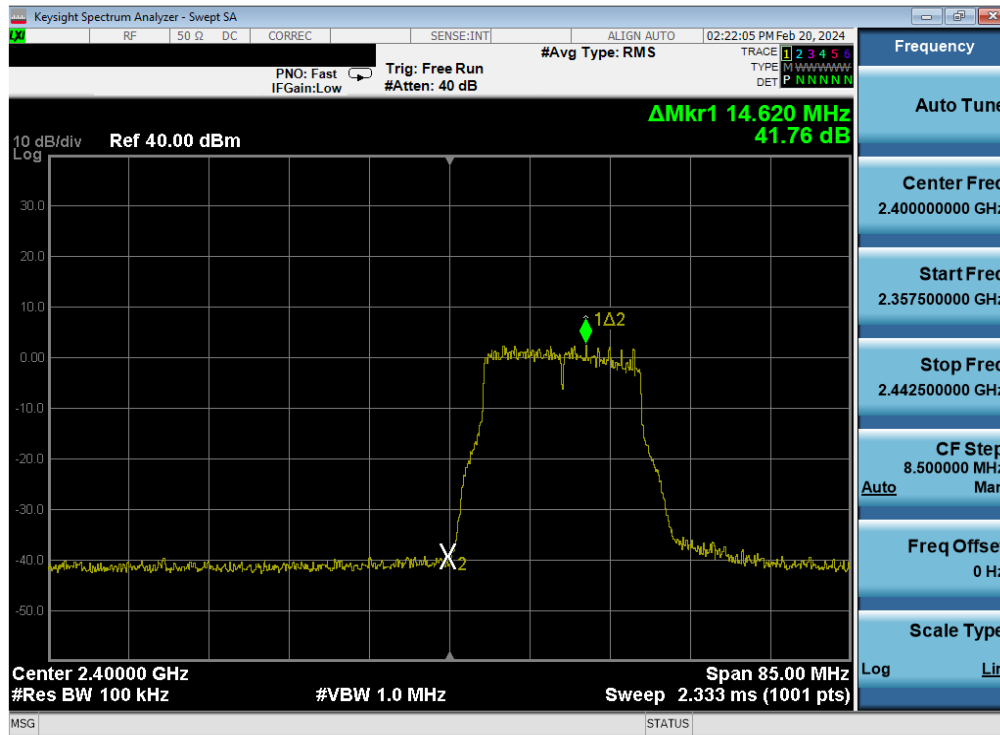 Keysight Spectrum Analyzer - Swept SA
LXI
RF
50 Ω
DC
CORREC
SENSE:INT
ALIGN AUTO
02:22:05 PM Feb 20, 2024
#Avg Type: RMS
TRACE 1 2 3 4 5 6
TYPE M W W W W W
DET P N N N N N
PNO: Fast
IFGain:Low
Trig: Free Run
#Atten: 40 dB
ΔMkr1 14.620 MHz
41.76 dB
10 dB/div
Log
Ref 40.00 dBm
30.0
20.0
10.0
0.00
-10.0
-20.0
-30.0
-40.0
-50.0
1Δ2
X2
Center 2.40000 GHz
Span 85.00 MHz
#Res BW 100 kHz
#VBW 1.0 MHz
Sweep 2.333 ms (1001 pts)
MSG
STATUS
Frequency
Auto Tune
Center Freq
2.400000000 GHz
Start Freq
2.357500000 GHz
Stop Freq
2.442500000 GHz
CF Step
8.500000 MHz
Auto Man
Freq Offset
0 Hz
Scale Type
Log Lin